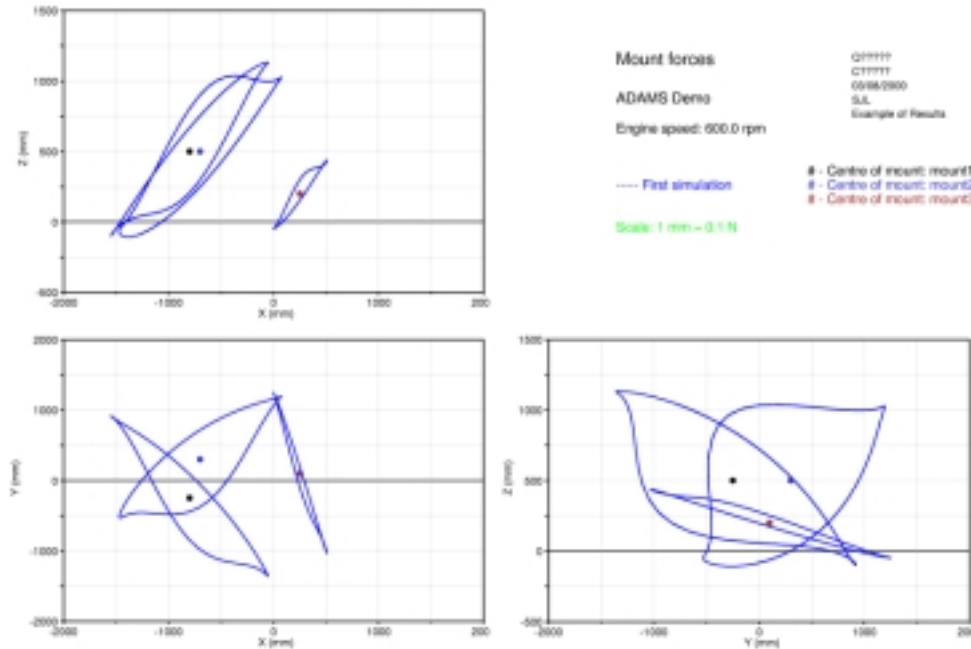 1500
1000
500
0
-500
Z (mm)
-2000
-1000
0
1000
200
X (mm)
Mount forces
ADAMS Demo
Engine speed: 600.0 rpm
---- First simulation
Scale: 1 mm = 0.1 N
G?????
C?????
03/08/2000
SJL
Example of Results
# - Centre of mount: mount1
# - Centre of mount: mount2
# - Centre of mount: mount3
2000
1000
0
-1000
-2000
Y (mm)
-2000
-1000
0
1000
200
X (mm)
1500
1000
500
0
-500
Z (mm)
-2000
-1000
0
1000
200
Y (mm)